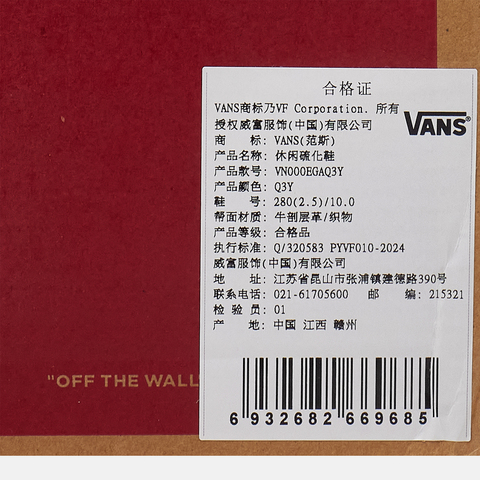 合格证
VANS商标乃VF Corporation. 所有
授权威富服饰(中国)有限公司
VANS®
商 标: VANS(范斯)
产品名称: 休闲硫化鞋
产品款号: VN000EGAQ3Y
产品颜色: Q3Y
鞋 号: 280(2.5)/10.0
帮面材质: 牛剖层革/织物
产品等级: 合格品
执行标准: Q/320583 PYVF010-2024
威富服饰(中国)有限公司
地 址: 江苏省昆山市张浦镇建德路390号
联系电话: 021-61705600 邮 编: 215321
检 验 员: 01
产 地: 中国 江西 赣州
"OFF THE WALL"
6 932682 669685